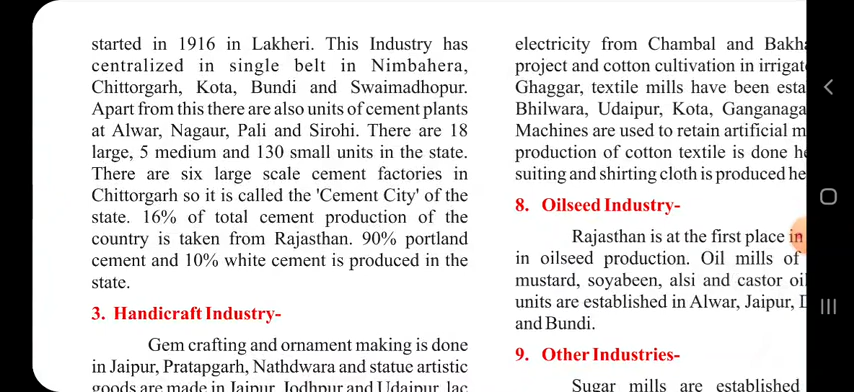 started in 1916 in Lakheri. This Industry has
centralized in single belt in Nimbahera,
Chittorgarh, Kota, Bundi and Swaimadhopur.
Apart from this there are also units of cement plants
at Alwar, Nagaur, Pali and Sirohi. There are 18
large, 5 medium and 130 small units in the state.
There are six large scale cement factories in
Chittorgarh so it is called the 'Cement City' of the
state. 16% of total cement production of the
country is taken from Rajasthan. 90% portland
cement and 10% white cement is produced in the
state.
3. Handicraft Industry-
Gem crafting and ornament making is done
in Jaipur, Pratapgarh, Nathdwara and statue artistic
goods are made in Jaipur, Jodhpur and Udaipur, lac
electricity from Chambal and
project and cotton cultivation in
Ghaggar, textile mills have been
Bhilwara, Udaipur, Kota,
Machines are used to retain artificial
production of cotton textile is done
suiting and shirting cloth is produced
8. Oilseed Industry-
Rajasthan is at the first place in
in oilseed production. Oil mills of
mustard, soyabeen, alsi and castor
units are established in Alwar, Jaipur,
and Bundi.
9. Other Industries-
Sugar mills are established